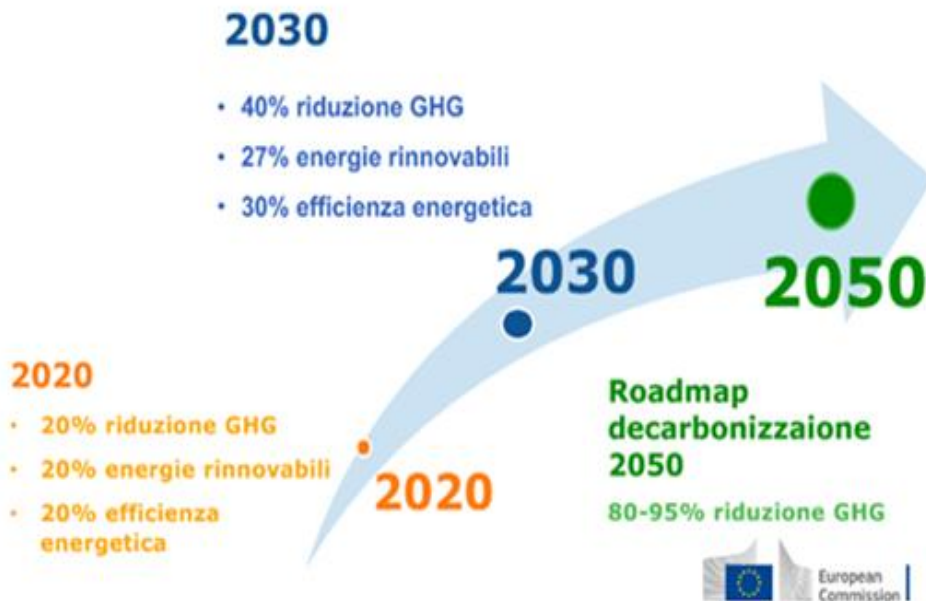 2030
• 40% riduzione GHG
• 27% energie rinnovabili
• 30% efficienza energetica
2030
2050
2020
• 20% riduzione GHG
• 20% energie rinnovabili
• 20% efficienza
energetica
2020
Roadmap
decarbonizzaione
2050
80-95% riduzione GHG
European
Commission